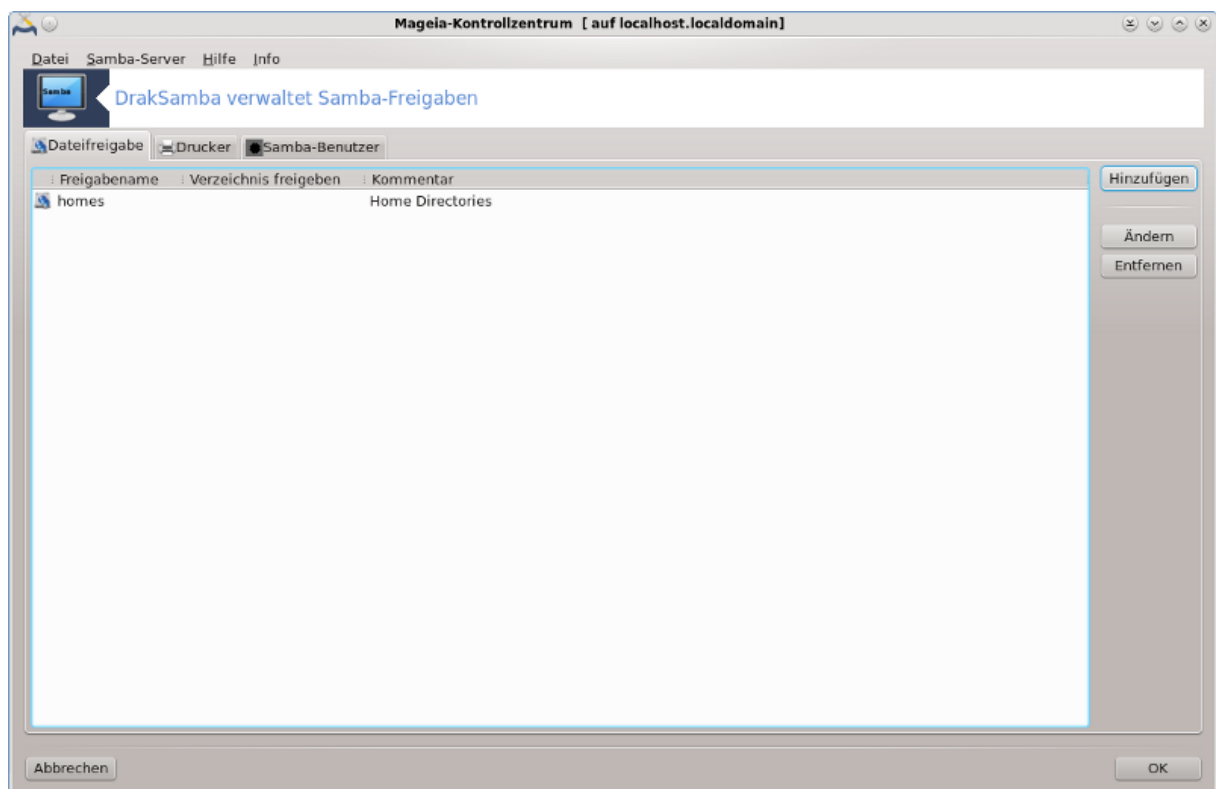 Mageia-Kontrollzentrum [ auf localhost.localdomain]
Datei Samba-Server Hilfe Info
Samba
DrakSamba verwaltet Samba-Freigaben
Dateifreigabe Drucker Samba-Benutzer
Freigabename Verzeichnis freigeben Kommentar
homes Home Directories
Hinzufügen
Ändern
Entfernen
Abbrechen OK